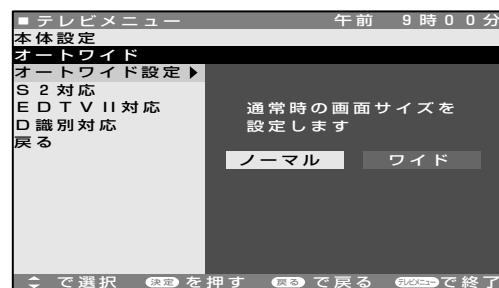 ■テレビメニュー 午前 9時00分
本体設定
オートワイド
オートワイド設定▶
S2対応
EDTVII対応
D識別対応
戻る
通常時の画面サイズを
設定します
ノーマル ワイド
で選択 決定 を押す 戻る で戻る テレビメニュー で終了